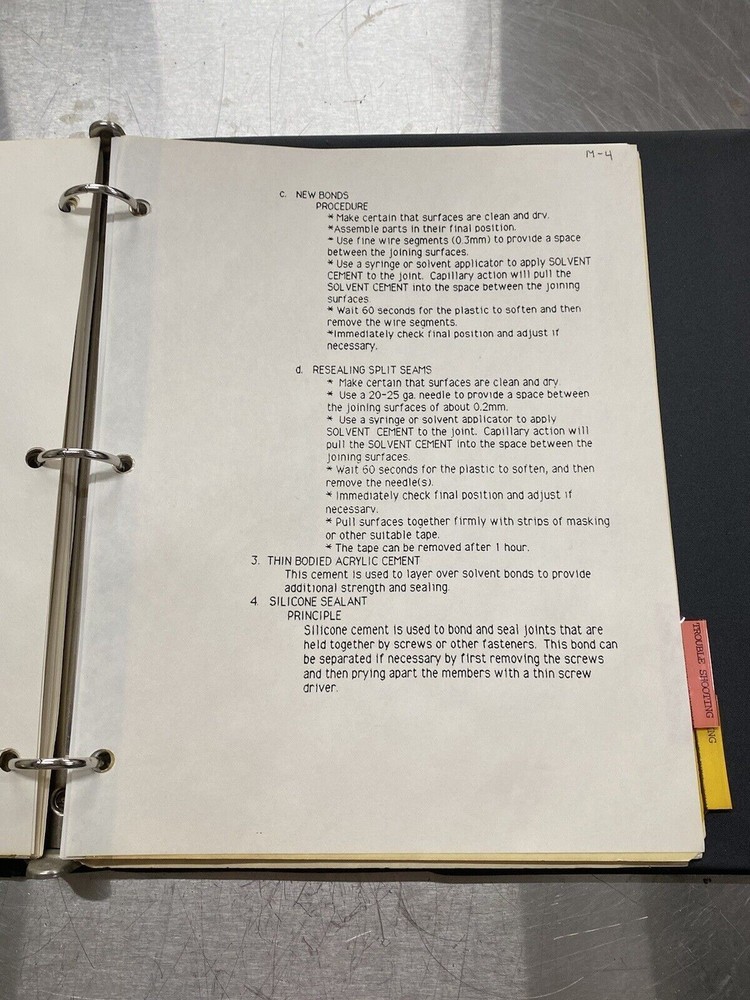 M-4
c. NEW BONDS
PROCEDURE
* Make certain that surfaces are clean and dry.
*Assemble parts in their final position.
* Use fine wire segments (0.3mm) to provide a space
between the joining surfaces.
* Use a syringe or solvent applicator to apply SOLVENT
CEMENT to the joint. Capillary action will pull the
SOLVENT CEMENT into the space between the joining
surfaces.
* Wait 60 seconds for the plastic to soften and then
remove the wire segments.
*Immediately check final position and adjust if
necessary.
d. RESEALING SPLIT SEAMS
* Make certain that surfaces are clean and dry
* Use a 20-25 ga. needle to provide a space between
the joining surfaces of about 0.2mm.
* Use a syringe or solvent applicator to apply
SOLVENT CEMENT to the joint. Capillary action will
pull the SOLVENT CEMENT into the space between the
joining surfaces.
* Wait 60 seconds for the plastic to soften, and then
remove the needle(s).
* Immediately check final position and adjust if
necessary.
* Pull surfaces together firmly with strips of masking
or other suitable tape.
* The tape can be removed after 1 hour.
3. THIN BODIED ACRYLIC CEMENT
This cement is used to layer over solvent bonds to provide
additional strength and sealing.
4. SILICONE SEALANT
PRINCIPLE
Silicone cement is used to bond and seal joints that are
held together by screws or other fasteners. This bond can
be separated if necessary by first removing the screws
and then prying apart the members with a thin screw
driver.
TROUBLE SHOOTING
NG